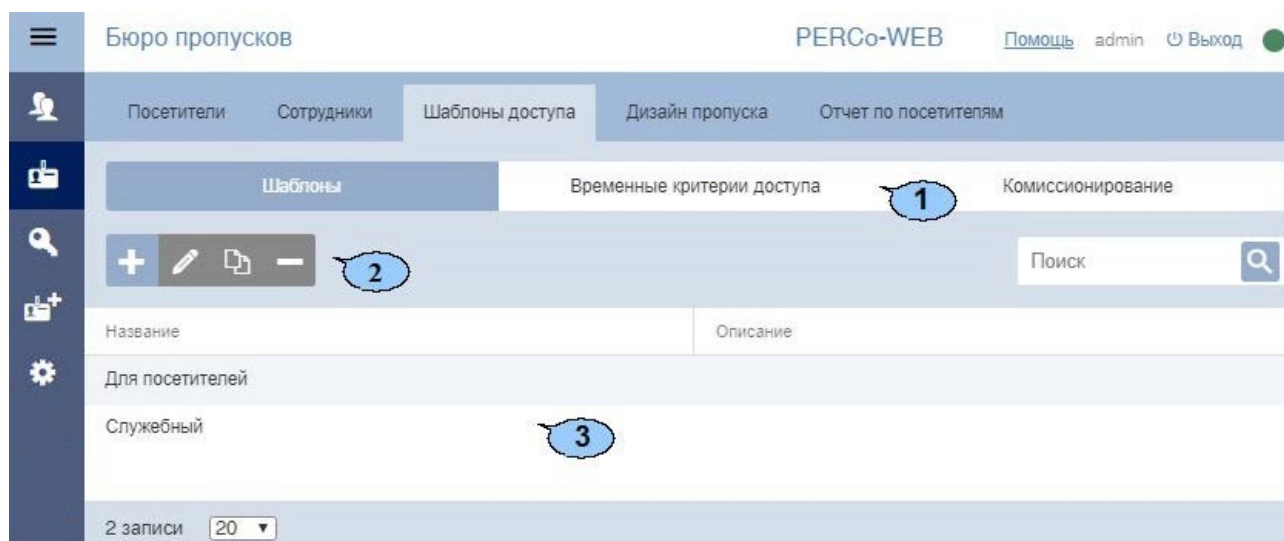 Бюро пропусков PERCo-WEB Помощь admin Выход
Посетители Сотрудники Шаблоны доступа Дизайн пропуска Отчет по посетителям
Шаблоны Временные критерии доступа 1 Комиссионирование
2 Поиск
Название Описание
Для посетителей
Служебный 3
2 записи 20